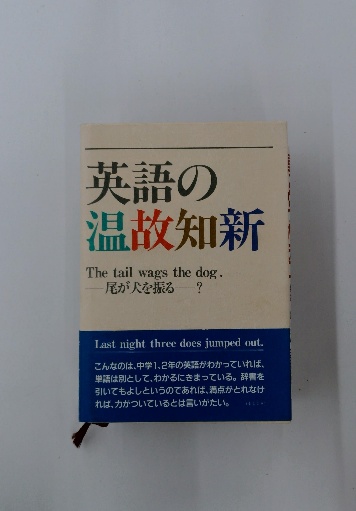 英語の
温故知新
The tail wags the dog.
——尾が犬を振る——?
Last night three does jumped out.
こんなのは、中学1、2年の英語がわかっていれば、
単語は別として、わかるにきまっている。辞書を
引いてもよしというのであれば、満点がとれなけ
れば、力がついているとは言いがたい。